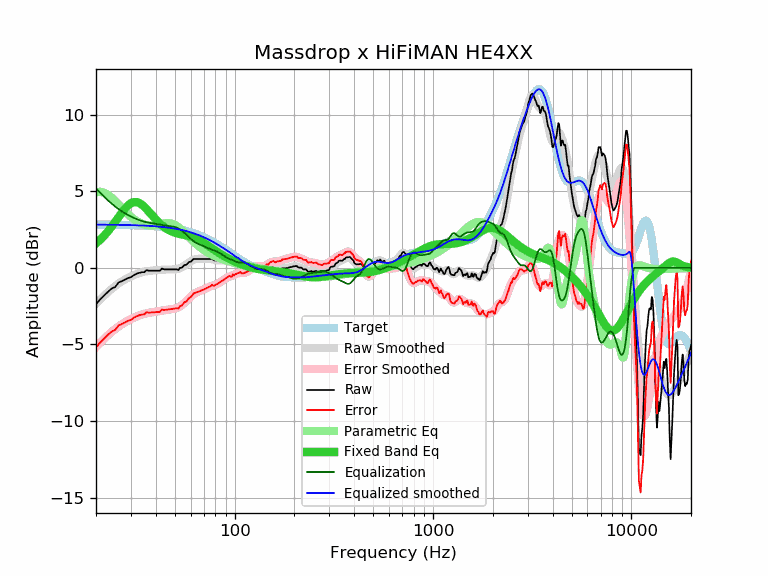 Massdrop x HiFiMAN HE4XX
Amplitude (dBr)
10
5
0
−5
−10
−15
Target
Raw Smoothed
Error Smoothed
Raw
Error
Parametric Eq
Fixed Band Eq
Equalization
Equalized smoothed
100
1000
10000
Frequency (Hz)